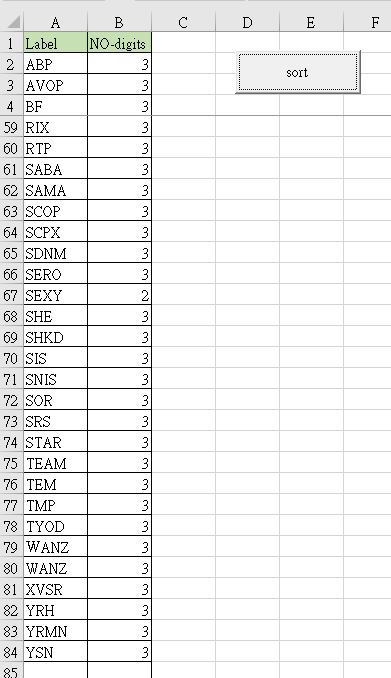 A B C D E F
1 Label NO-digits
2 ABP 3
sort
3 AVOP 3
4 BF 3
59 RIX 3
60 RTP 3
61 SABA 3
62 SAMA 3
63 SCOP 3
64 SCPX 3
65 SDNM 3
66 SERO 3
67 SEXY 2
68 SHE 3
69 SHKD 3
70 SIS 3
71 SNIS 3
72 SOR 3
73 SRS 3
74 STAR 3
75 TEAM 3
76 TEM 3
77 TMP 3
78 TYOD 3
79 WANZ 3
80 WANZ 3
81 XVSR 3
82 YRH 3
83 YRMN 3
84 YSN 3
85